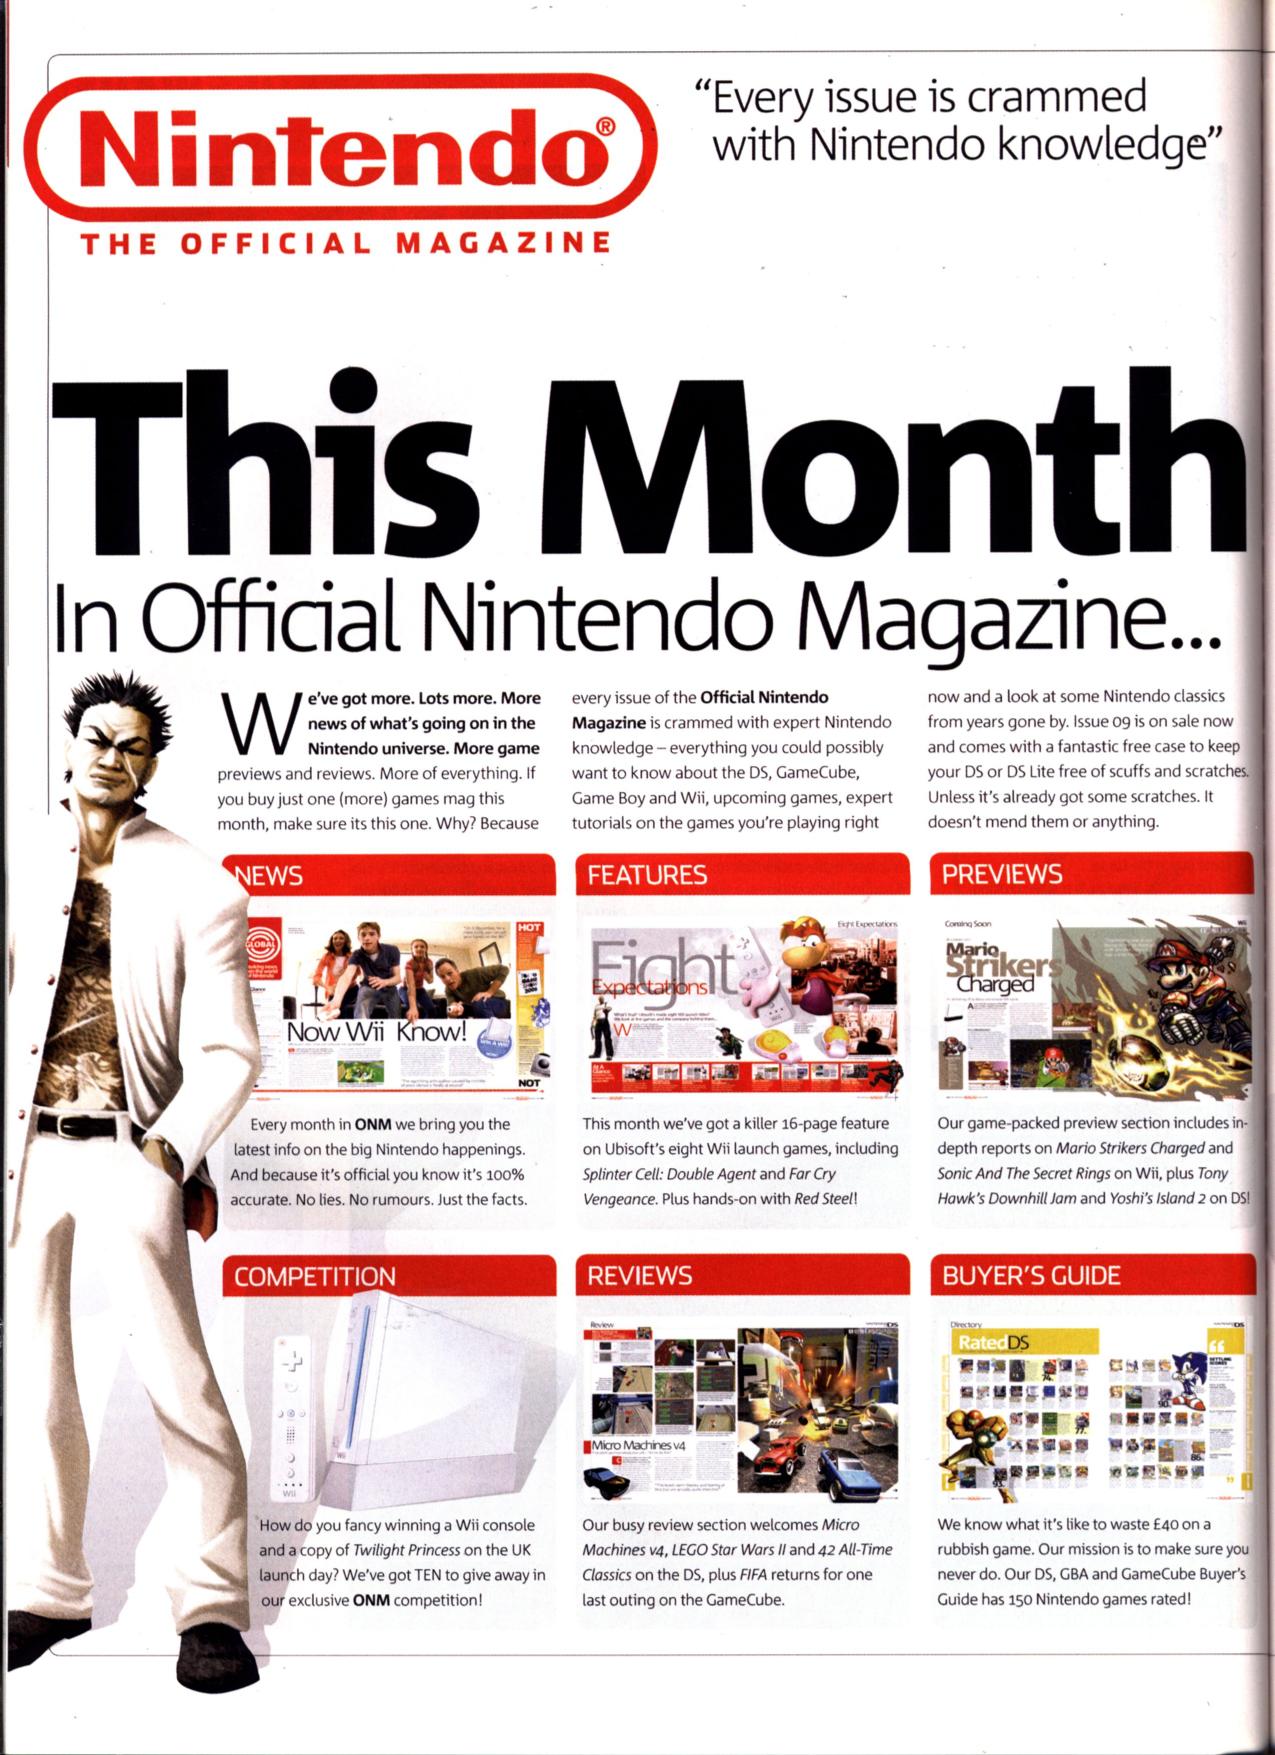 Nintendo®
THE OFFICIAL MAGAZINE
“Every issue is crammed
with Nintendo knowledge”
This Month
In Official Nintendo Magazine...
We’ve got more. Lots more. More
news of what’s going on in the
Nintendo universe. More game
previews and reviews. More of everything. If
you buy just one (more) games mag this
month, make sure its this one. Why? Because
every issue of the Official Nintendo
Magazine is crammed with expert Nintendo
knowledge – everything you could possibly
want to know about the DS, GameCube,
Game Boy and Wii, upcoming games, expert
tutorials on the games you’re playing right
now and a look at some Nintendo classics
from years gone by. Issue 09 is on sale now
and comes with a fantastic free case to keep
your DS or DS Lite free of scuffs and scratches.
Unless it’s already got some scratches. It
doesn’t mend them or anything.
NEWS
GLOBAL
HOT
Now Wii Know!
NOT
Every month in ONM we bring you the
latest info on the big Nintendo happenings.
And because it’s official you know it’s 100%
accurate. No lies. No rumours. Just the facts.
FEATURES
Eight Expectations
Eight
Expectations
At A
Glance
This month we’ve got a killer 16-page feature
on Ubisoft’s eight Wii launch games, including
Splinter Cell: Double Agent and Far Cry
Vengeance. Plus hands-on with Red Steel!
PREVIEWS
Coming Soon
Wii
Mario
Strikers
Charged
Our game-packed preview section includes in-
depth reports on Mario Strikers Charged and
Sonic And The Secret Rings on Wii, plus Tony
Hawk’s Downhill Jam and Yoshi’s Island 2 on DS!
COMPETITION
Wii
Wii
How do you fancy winning a Wii console
and a copy of Twilight Princess on the UK
launch day? We’ve got TEN to give away in
our exclusive ONM competition!
REVIEWS
Review
DS
Micro Machines v4
Our busy review section welcomes Micro
Machines v4, LEGO Star Wars II and 42 All-Time
Classics on the DS, plus FIFA returns for one
last outing on the GameCube.
BUYER’S GUIDE
Directory
DS
Rated DS
90
77
86
93
We know what it’s like to waste £40 on a
rubbish game. Our mission is to make sure you
never do. Our DS, GBA and GameCube Buyer’s
Guide has 150 Nintendo games rated!